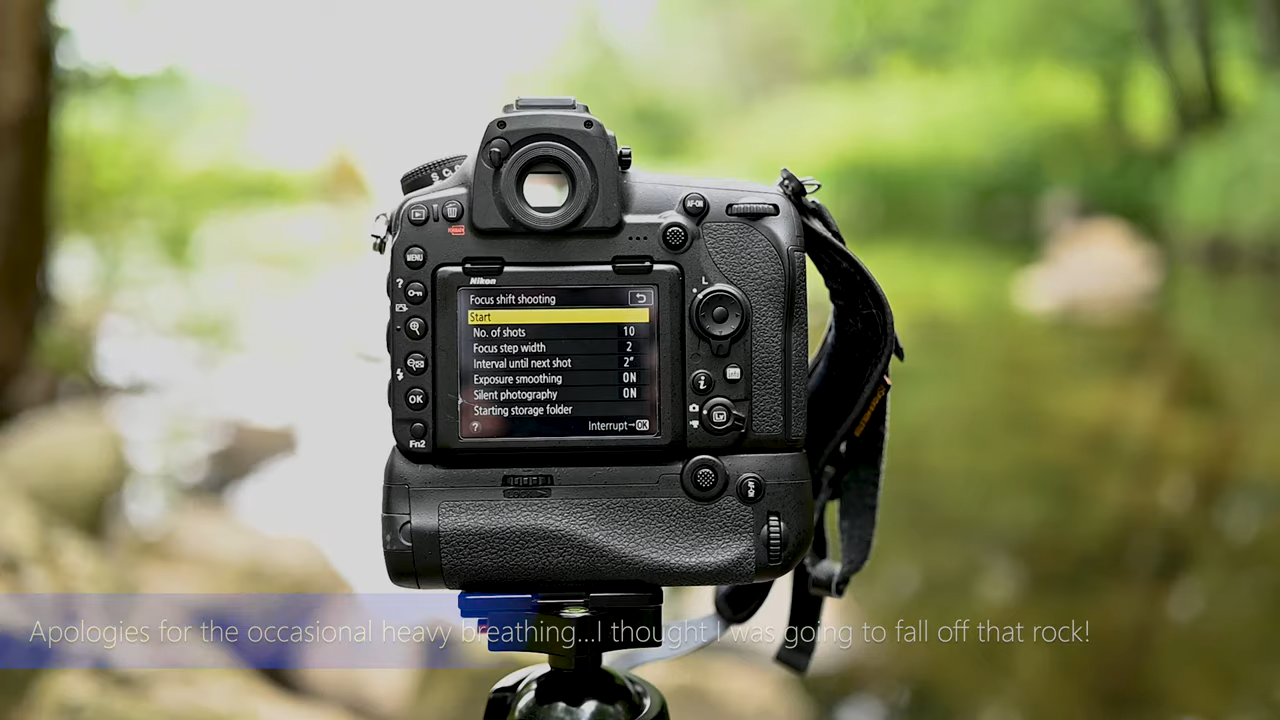 S
AF-ON
FORMAT
MENU
?
L
Nikon
Focus shift shooting
Start
No. of shots 10
Focus step width 2
Interval until next shot 2"
Exposure smoothing ON
Silent photography ON
Starting storage folder
? Interrupt→OK
info
i
Lv
OK
Fn2
Apologies for the occasional heavy breathing...I thought I was going to fall off that rock!